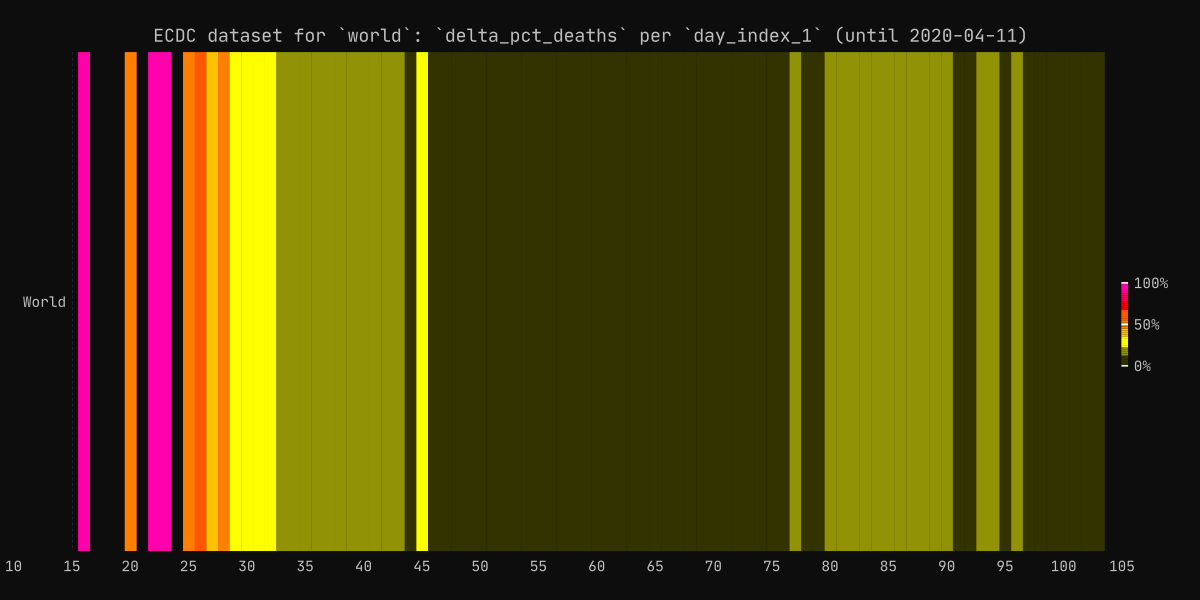 ECDC dataset for `world`: `delta_pct_deaths` per `day_index_1` (until 2020-04-11)
World
100%
50%
0%
10 15 20 25 30 35 40 45 50 55 60 65 70 75 80 85 90 95 100 105